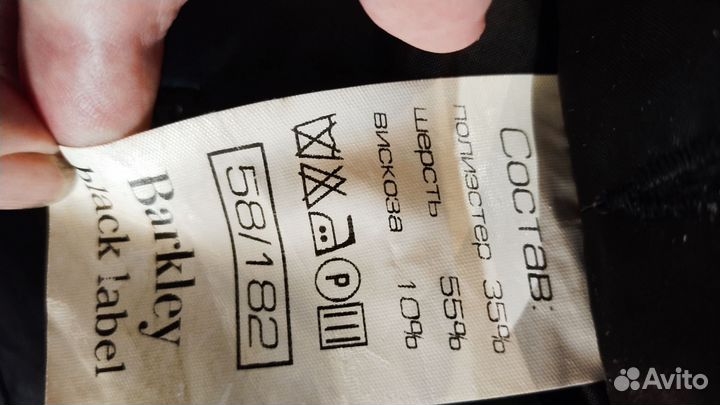 Состав:
полиэстер 35%
шерсть 55%
вискоза 10%
P
58/182
Barkley
black label
Avito